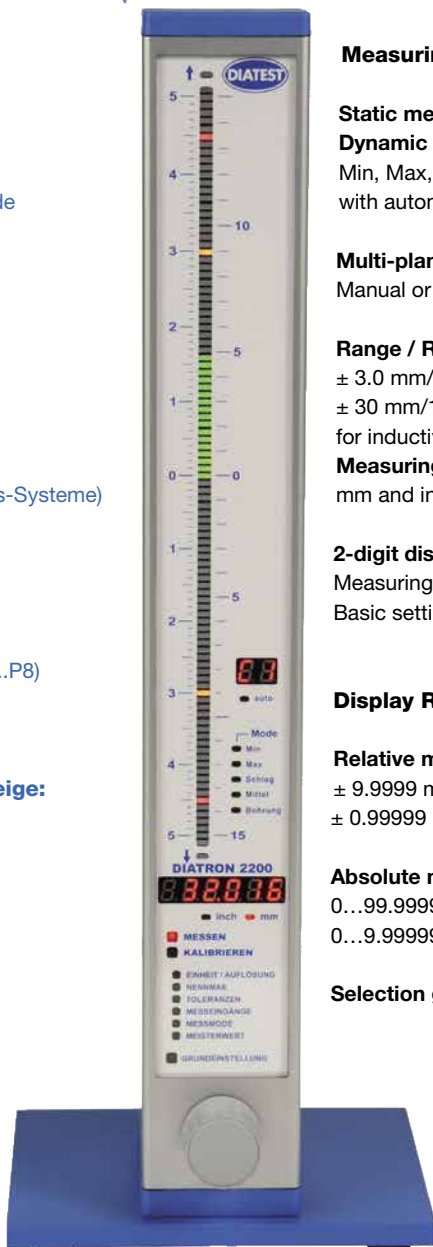 de
s-Systeme)
..P8)
eige:
DIATEST
5
4
3
2
1
0
1
2
3
4
5
10
5
0
5
15
C1
auto
Mode
Min
Max
Schlag
Mittel
Bohrung
DIATRON 2200
32.016
inch mm
MESSEN
KALIBRIEREN
EINHEIT / AUFLÖSUNG
NENNMAß
TOLERANZEN
MESSEINGÄNGE
MESSMODE
MEISTERWERT
GRUNDEINSTELLUNG
Measurin
Static me
Dynamic
Min, Max,
with autor
Multi-plan
Manual or
Range / R
± 3.0 mm/
± 30 mm/1
for inductiv
Measuring
mm and in
2-digit dis
Measuring
Basic setti
Display R
Relative m
± 9.9999 m
± 0.99999
Absolute m
0…99.9999
0…9.99999
Selection g